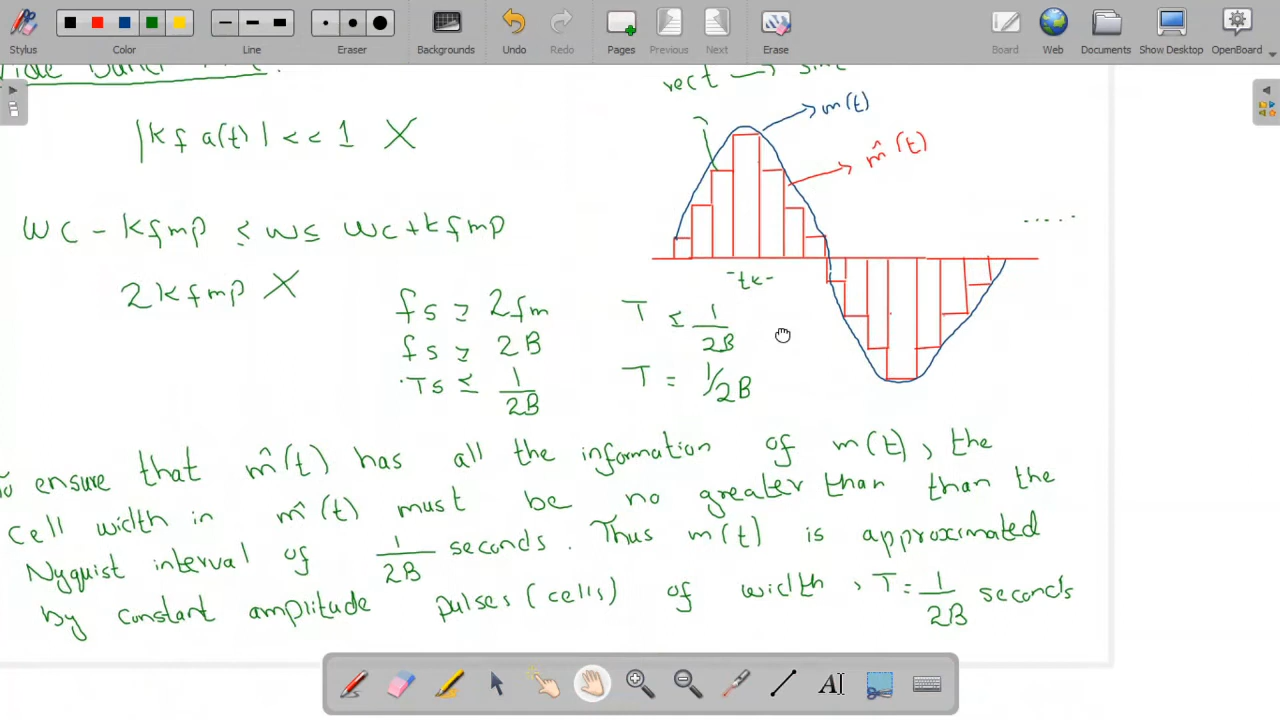 Stylus Color Line Eraser Backgrounds Undo Redo Pages Previous Next Erase Board Web Documents Show Desktop OpenBoard
rect →
|kf a(t)| << 1 X
m(t)
m̂(t)
wc - kfmp ≤ w ≤ wc + kfmp
.....
2kfmp X
-tk-
fs ≥ 2fm
T ≤ 1/2B
fs ≥ 2B
Ts ≤ 1/2B
T = 1/2B
To ensure that m̂(t) has all the information of m(t), the
cell width in m̂(t) must be no greater than than the
Nyquist interval of 1/2B seconds. Thus m(t) is approximated
by constant amplitude pulses (cells) of width, T = 1/2B seconds